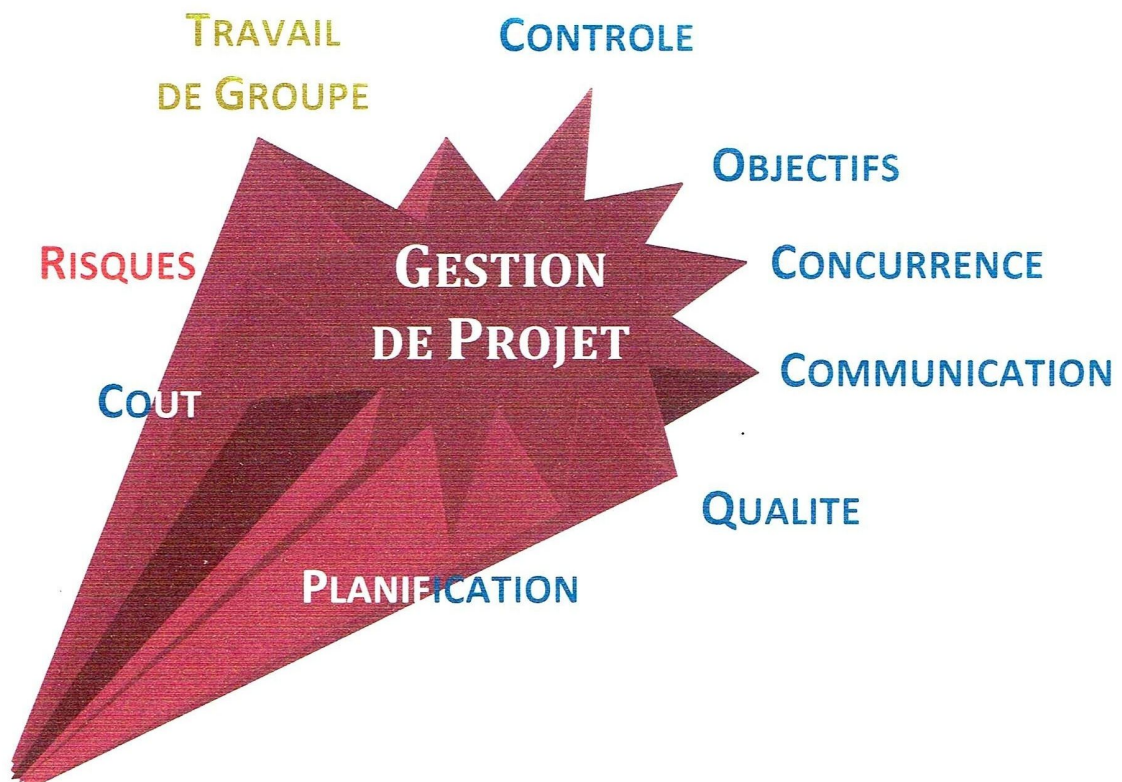 TRAVAIL
DE GROUPE
CONTROLE
OBJECTIFS
RISQUES
GESTION
DE PROJET
CONCURRENCE
COMMUNICATION
COUT
QUALITE
PLANIFICATION